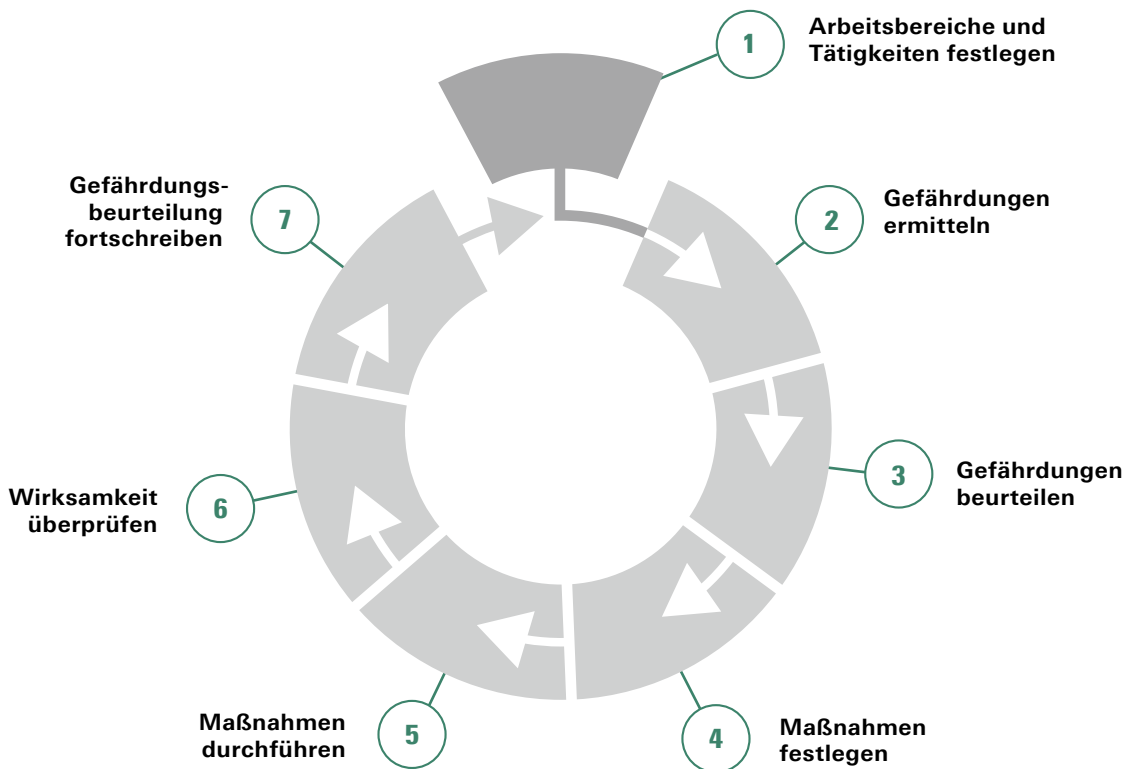 1
Arbeitsbereiche und
Tätigkeiten festlegen
2
Gefährdungen
ermitteln
3
Gefährdungen
beurteilen
4
Maßnahmen
festlegen
5
Maßnahmen
durchführen
6
Wirksamkeit
überprüfen
7
Gefährdungs-
beurteilung
fortschreiben